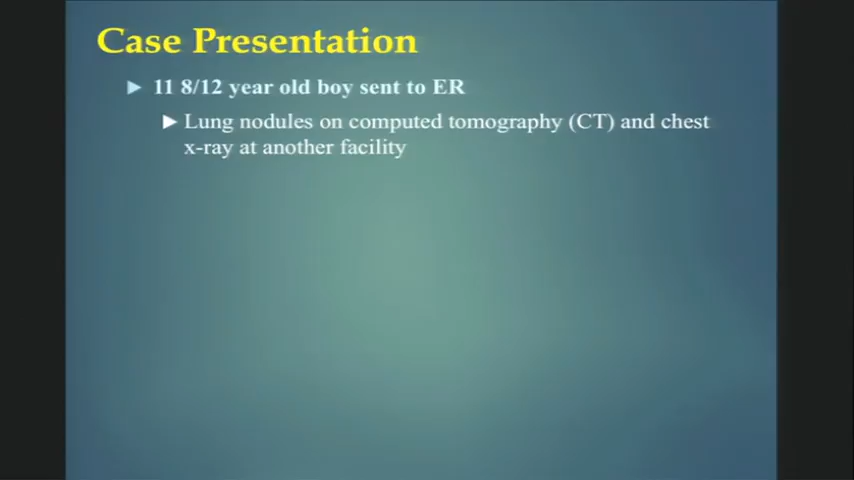 Case Presentation
11 8/12 year old boy sent to ER
Lung nodules on computed tomography (CT) and chest
x-ray at another facility